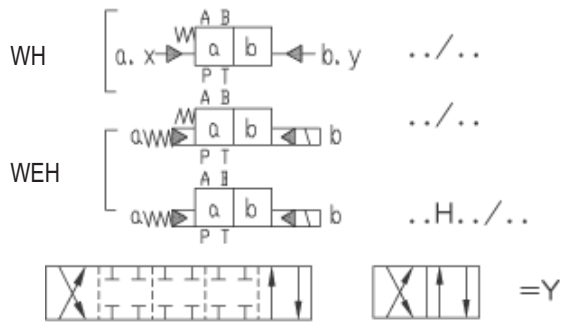 A B
WH a. x a b b. y ../..
P T
A B
a a b b ../..
P T
WEH
A B
a a b b ..H../..
P T
=Y